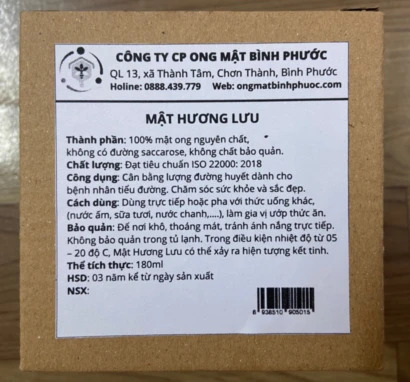 CÔNG TY CP ONG MẬT BÌNH PHƯỚC
QL 13, xã Thành Tâm, Chơn Thành, Bình Phước
Holine: 0888.439.779 Web: ongmatbinhphuoc.com
MẬT HƯƠNG LƯU
Thành phần: 100% mật ong nguyên chất,
không có đường saccarose, không chất bảo quản.
Chất lượng: Đạt tiêu chuẩn ISO 22000: 2018
Công dụng: Cân bằng lượng đường huyết dành cho
bệnh nhân tiểu đường. Chăm sóc sức khỏe và sắc đẹp.
Cách dùng: Dùng trực tiếp hoặc pha với thức uống khác,
(nước ấm, sữa tươi, nước chanh,....), làm gia vị ướp thức ăn.
Bảo quản: Để nơi khô, thoáng mát, tránh ánh nắng trực tiếp.
Không bảo quản trong tủ lạnh. Trong điều kiện nhiệt độ từ 05
– 20 độ C, Mật Hương Lưu có thể xảy ra hiện tượng kết tinh.
Thể tích thực: 180ml
HSD: 03 năm kể từ ngày sản xuất
NSX:
8 938510 905015